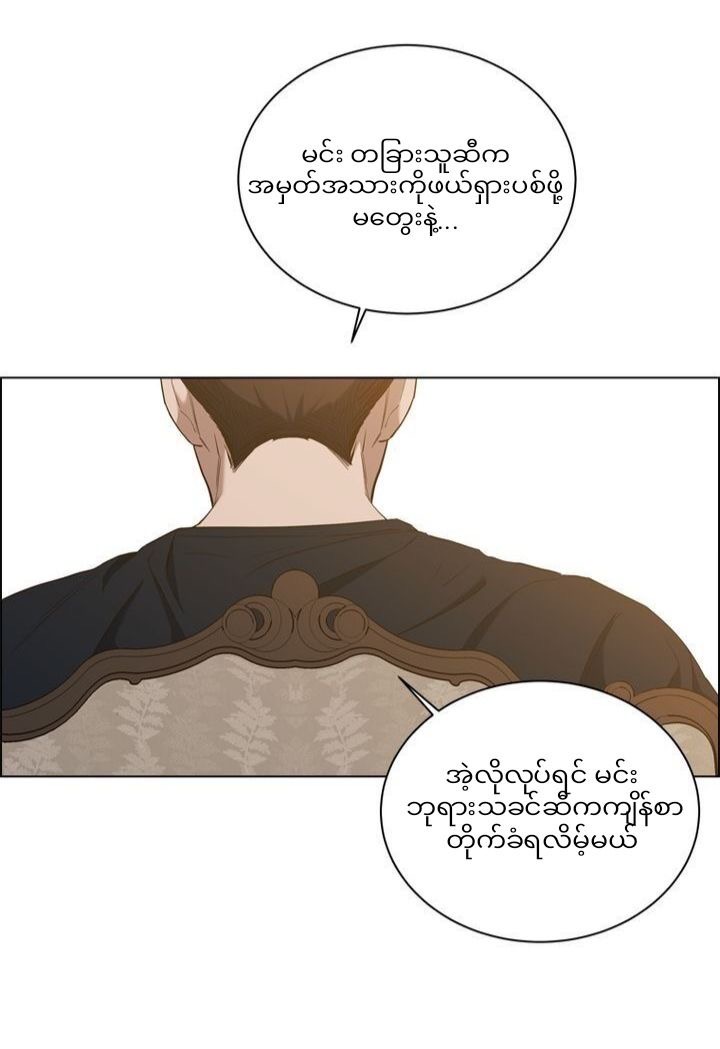 မင်း တခြားသူဆီက
အမှတ်အသားကိုဖယ်ရှားပစ်ဖို့
မတွေးနဲ့...
အဲ့လိုလုပ်ရင် မင်း
ဘုရားသခင်ဆီကကျိန်စာ
တိုက်ခံရလိမ့်မယ်